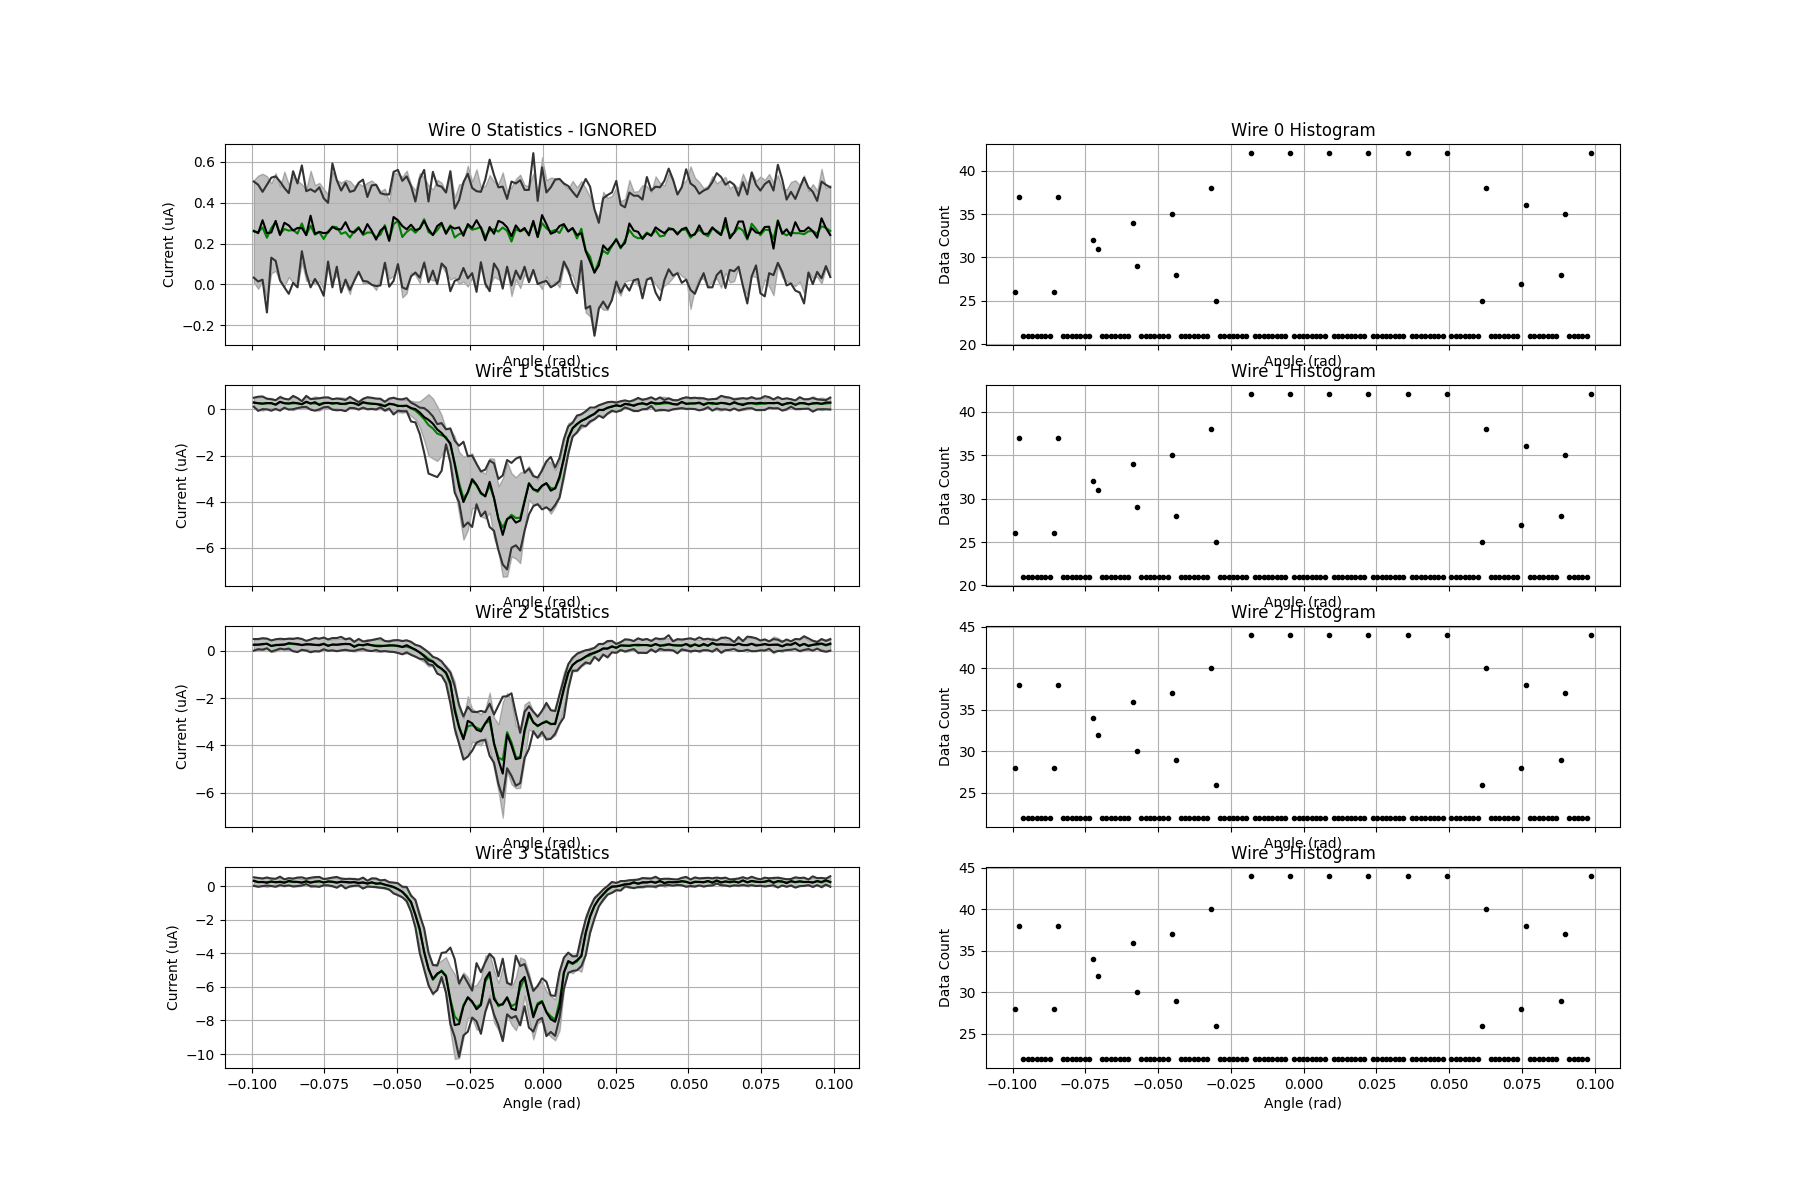 Wire 0 Statistics - IGNORED
Current (uA)
0.6
0.4
0.2
0.0
−0.2
Angle (rad)
Wire 0 Histogram
Data Count
40
35
30
25
20
Angle (rad)
Wire 1 Statistics
Current (uA)
0
−2
−4
−6
Angle (rad)
Wire 1 Histogram
Data Count
40
35
30
25
20
Angle (rad)
Wire 2 Statistics
Current (uA)
0
−2
−4
−6
Angle (rad)
Wire 2 Histogram
Data Count
45
40
35
30
25
Angle (rad)
Wire 3 Statistics
Current (uA)
0
−2
−4
−6
−8
−10
−0.100 −0.075 −0.050 −0.025 0.000 0.025 0.050 0.075 0.100
Angle (rad)
Wire 3 Histogram
Data Count
45
40
35
30
25
−0.100 −0.075 −0.050 −0.025 0.000 0.025 0.050 0.075 0.100
Angle (rad)